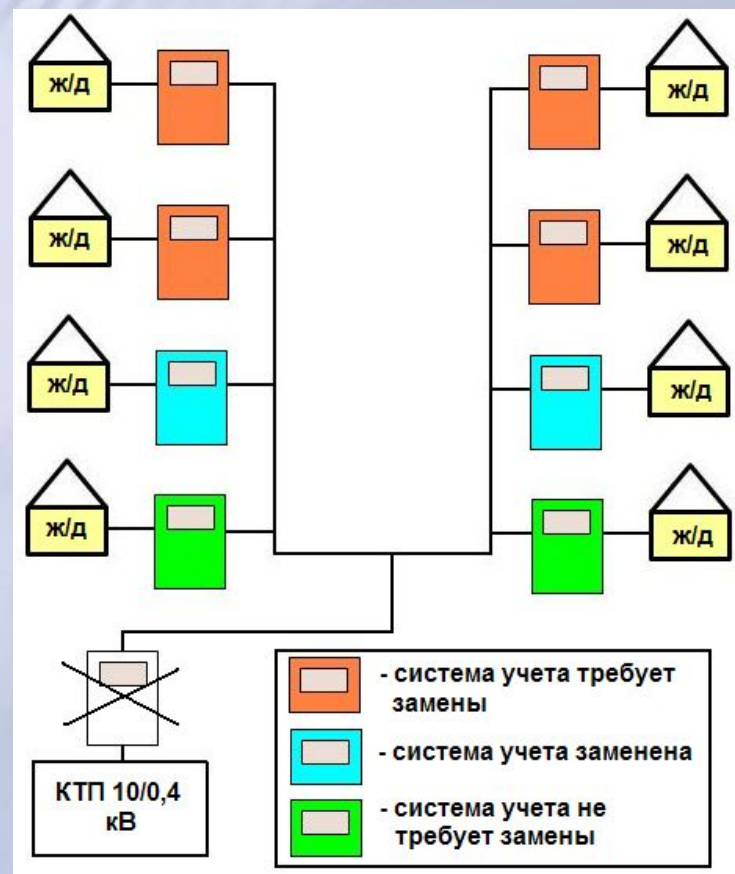 ж/д
ж/д
ж/д
ж/д
ж/д
ж/д
ж/д
ж/д
КТП 10/0,4
кВ
- система учета требует
замены
- система учета заменена
- система учета не
требует замены